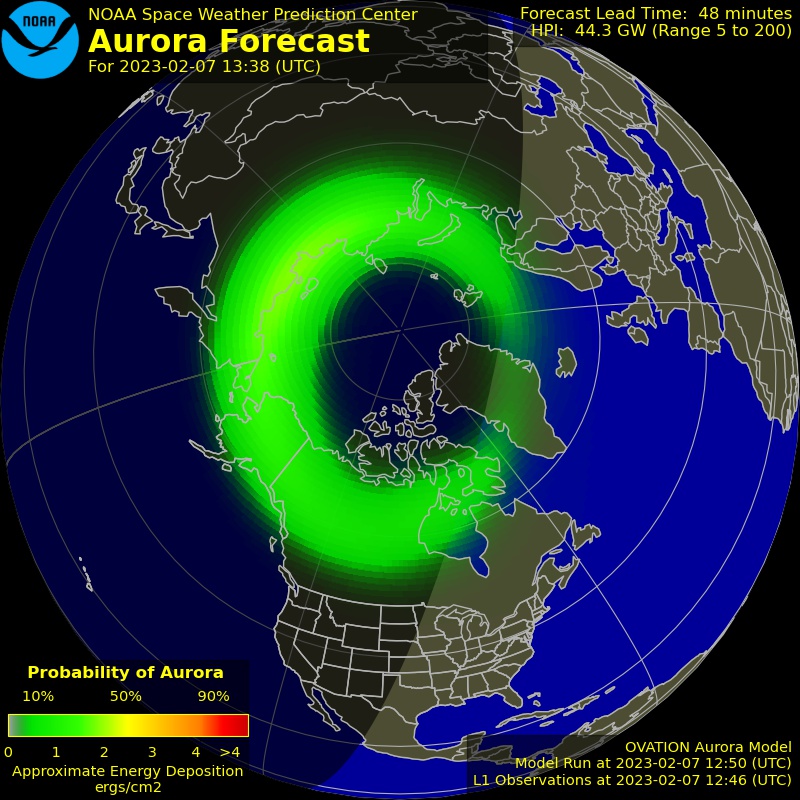 NOAA
NOAA Space Weather Prediction Center
Aurora Forecast
For 2023-02-07 13:38 (UTC)
Forecast Lead Time: 48 minutes
HPI: 44.3 GW (Range 5 to 200)
Probability of Aurora
10% 50% 90%
0 1 2 3 4 >4
Approximate Energy Deposition
ergs/cm2
OVATION Aurora Model
Model Run at 2023-02-07 12:50 (UTC)
L1 Observations at 2023-02-07 12:46 (UTC)